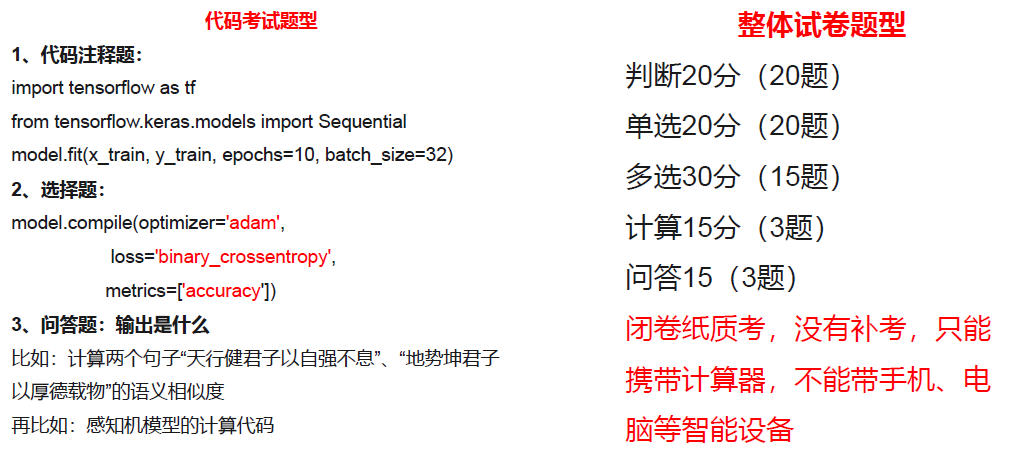 代码考试题型
1、代码注释题：
import tensorflow as tf
from tensorflow.keras.models import Sequential
model.fit(x_train, y_train, epochs=10, batch_size=32)
2、选择题：
model.compile(optimizer='adam',
loss='binary_crossentropy',
metrics=['accuracy'])
3、问答题：输出是什么
比如：计算两个句子“天行健君子以自强不息”、“地势坤君子
以厚德载物”的语义相似度
再比如：感知机模型的计算代码
整体试卷题型
判断20分（20题）
单选20分（20题）
多选30分（15题）
计算15分（3题）
问答15（3题）
闭卷纸质考，没有补考，只能
携带计算器，不能带手机、电
脑等智能设备